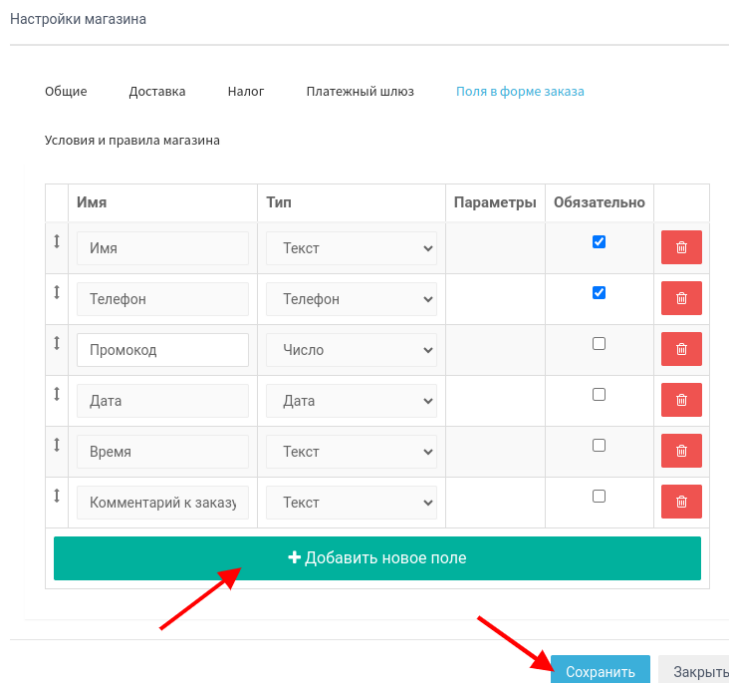 Настройки магазина
Общие Доставка Налог Платежный шлюз Поля в форме заказа
Условия и правила магазина
Имя Тип Параметры Обязательно
Имя Текст
Телефон Телефон
Промокод Число
Дата Дата
Время Текст
Комментарий к заказу Текст
+ Добавить новое поле
Сохранить Закрыть